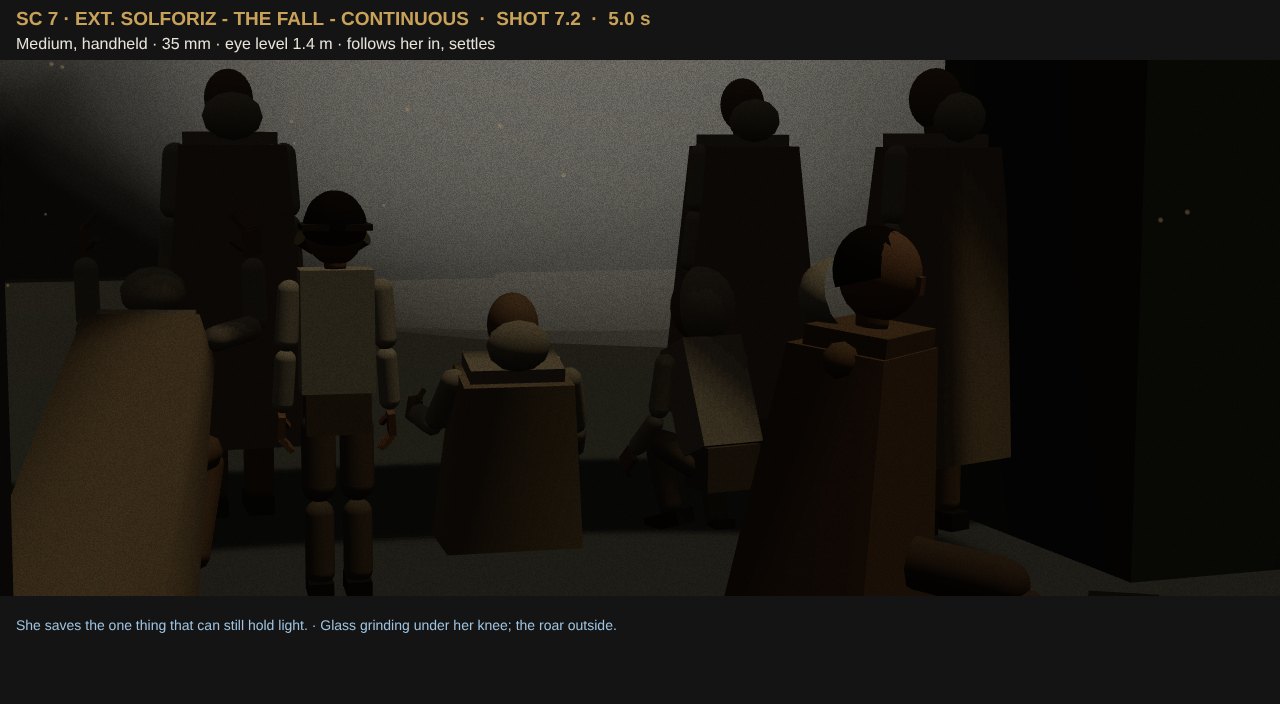 SC 7 · EXT. SOLFORIZ - THE FALL - CONTINUOUS · SHOT 7.2 · 5.0 s
Medium, handheld · 35 mm · eye level 1.4 m · follows her in, settles
She saves the one thing that can still hold light. · Glass grinding under her knee; the roar outside.